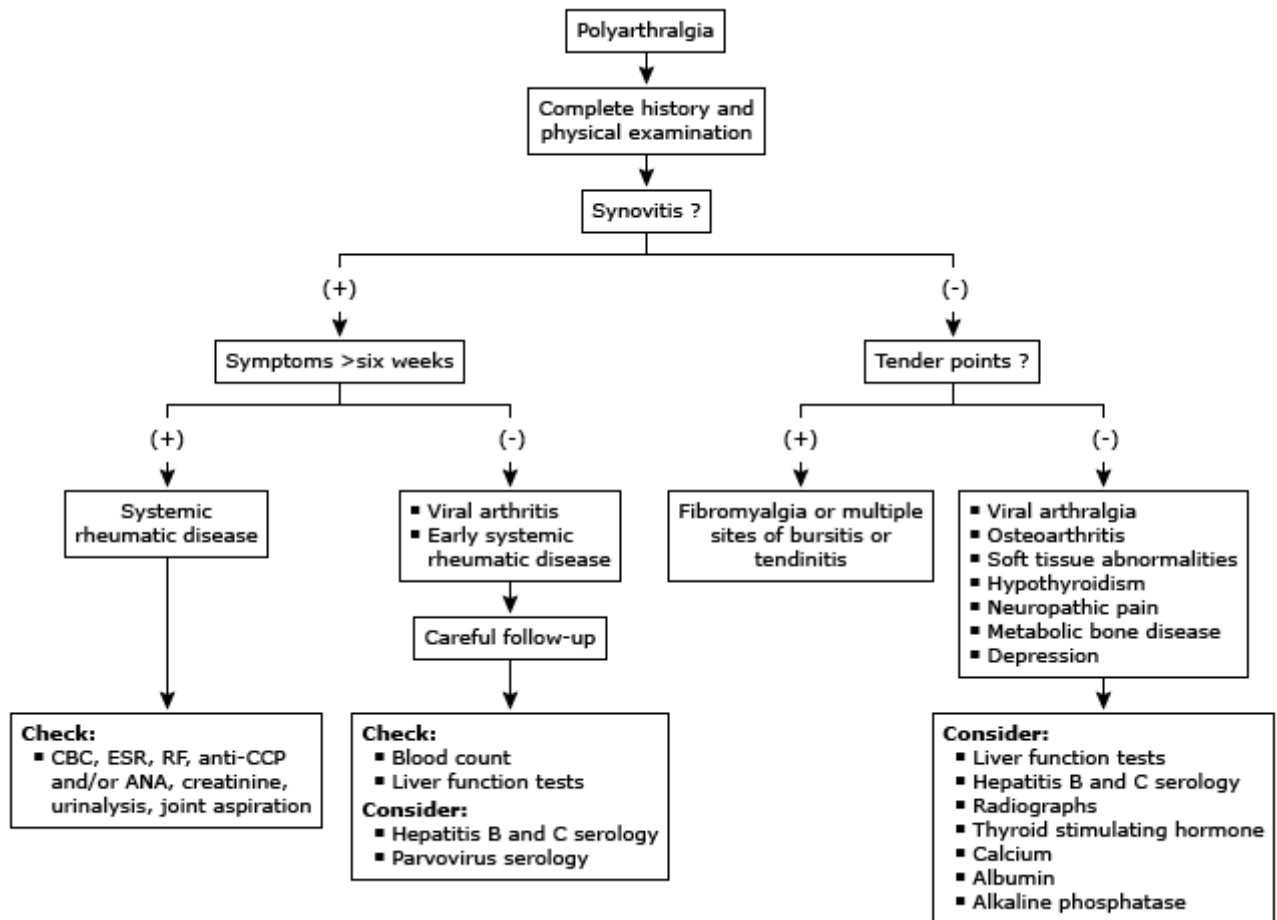 Polyarthralgia
Complete history and
physical examination
Synovitis ?
(+)
(-)
Symptoms >six weeks
Tender points ?
(+)
(-)
(+)
(-)
Systemic
rheumatic disease
▪ Viral arthritis
▪ Early systemic
rheumatic disease
Fibromyalgia or multiple
sites of bursitis or
tendinitis
▪ Viral arthralgia
▪ Osteoarthritis
▪ Soft tissue abnormalities
▪ Hypothyroidism
▪ Neuropathic pain
▪ Metabolic bone disease
▪ Depression
Careful follow-up
Check:
▪ CBC, ESR, RF, anti-CCP
and/or ANA, creatinine,
urinalysis, joint aspiration
Check:
▪ Blood count
▪ Liver function tests
Consider:
▪ Hepatitis B and C serology
▪ Parvovirus serology
Consider:
▪ Liver function tests
▪ Hepatitis B and C serology
▪ Radiographs
▪ Thyroid stimulating hormone
▪ Calcium
▪ Albumin
▪ Alkaline phosphatase